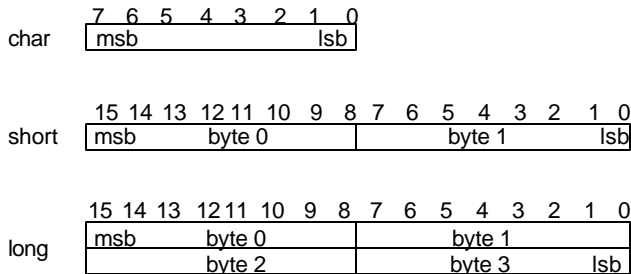 7 6 5 4 3 2 1 0
char msb lsb
15 14 13 12 11 10 9 8 7 6 5 4 3 2 1 0
short msb byte 0 byte 1 lsb
15 14 13 12 11 10 9 8 7 6 5 4 3 2 1 0
long msb byte 0 byte 1
byte 2 byte 3 lsb